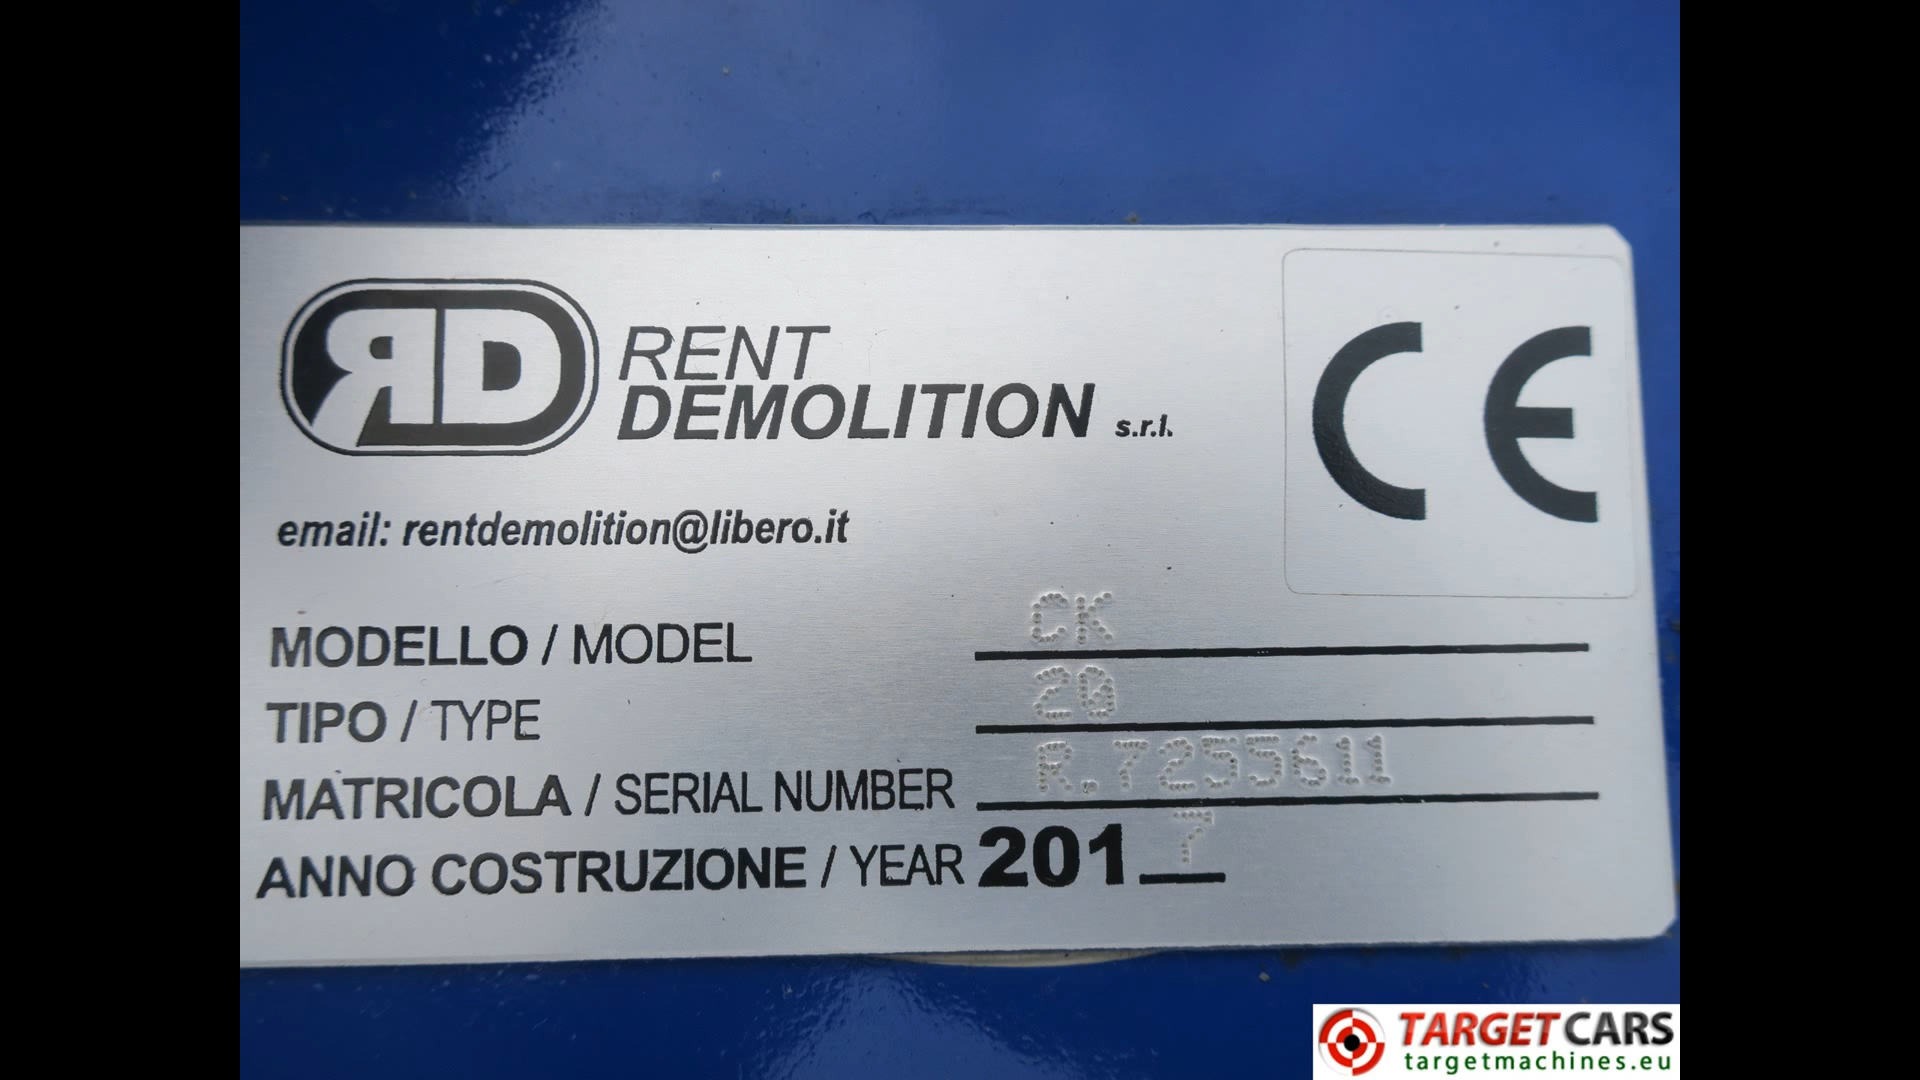 RD RENT
DEMOLITION s.r.l.
CE
email: rentdemolition@libero.it
MODELLO / MODEL CK
TIPO / TYPE 20
MATRICOLA / SERIAL NUMBER R.7255611
ANNO COSTRUZIONE / YEAR 2017
TARGET CARS
targetmachines.eu